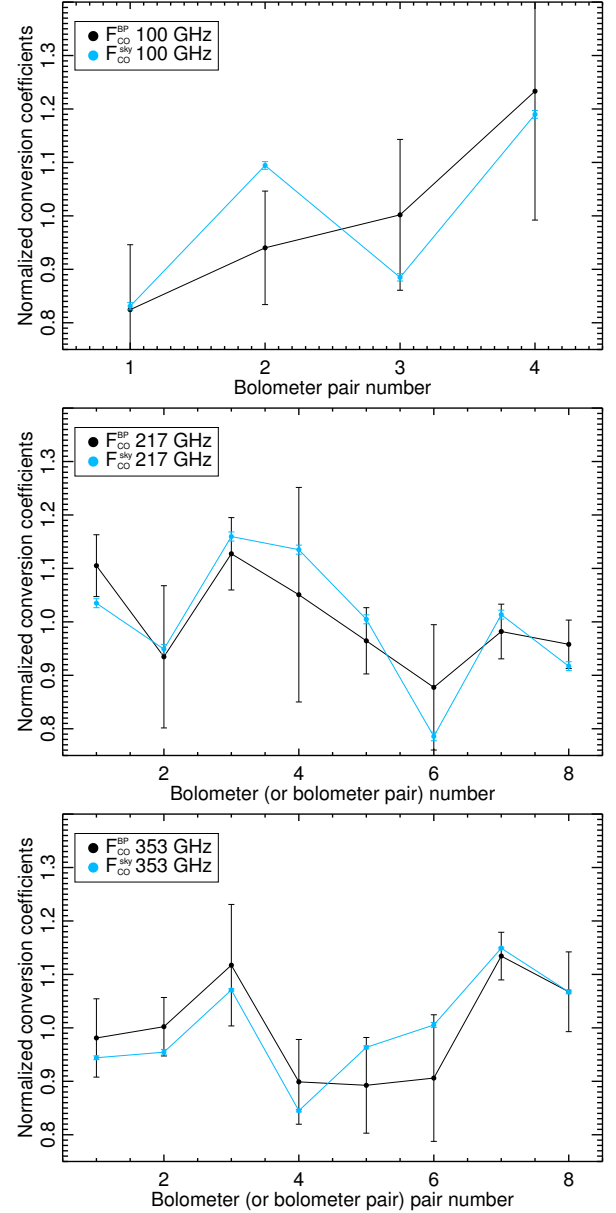 Normalized conversion coefficients
1.3
1.2
1.1
1.0
0.9
0.8
F_CO^BP 100 GHz
F_CO^sky 100 GHz
1 2 3 4
Bolometer pair number
Normalized conversion coefficients
1.3
1.2
1.1
1.0
0.9
0.8
F_CO^BP 217 GHz
F_CO^sky 217 GHz
2 4 6 8
Bolometer (or bolometer pair) number
Normalized conversion coefficients
1.3
1.2
1.1
1.0
0.9
0.8
F_CO^BP 353 GHz
F_CO^sky 353 GHz
2 4 6 8
Bolometer (or bolometer pair) pair number